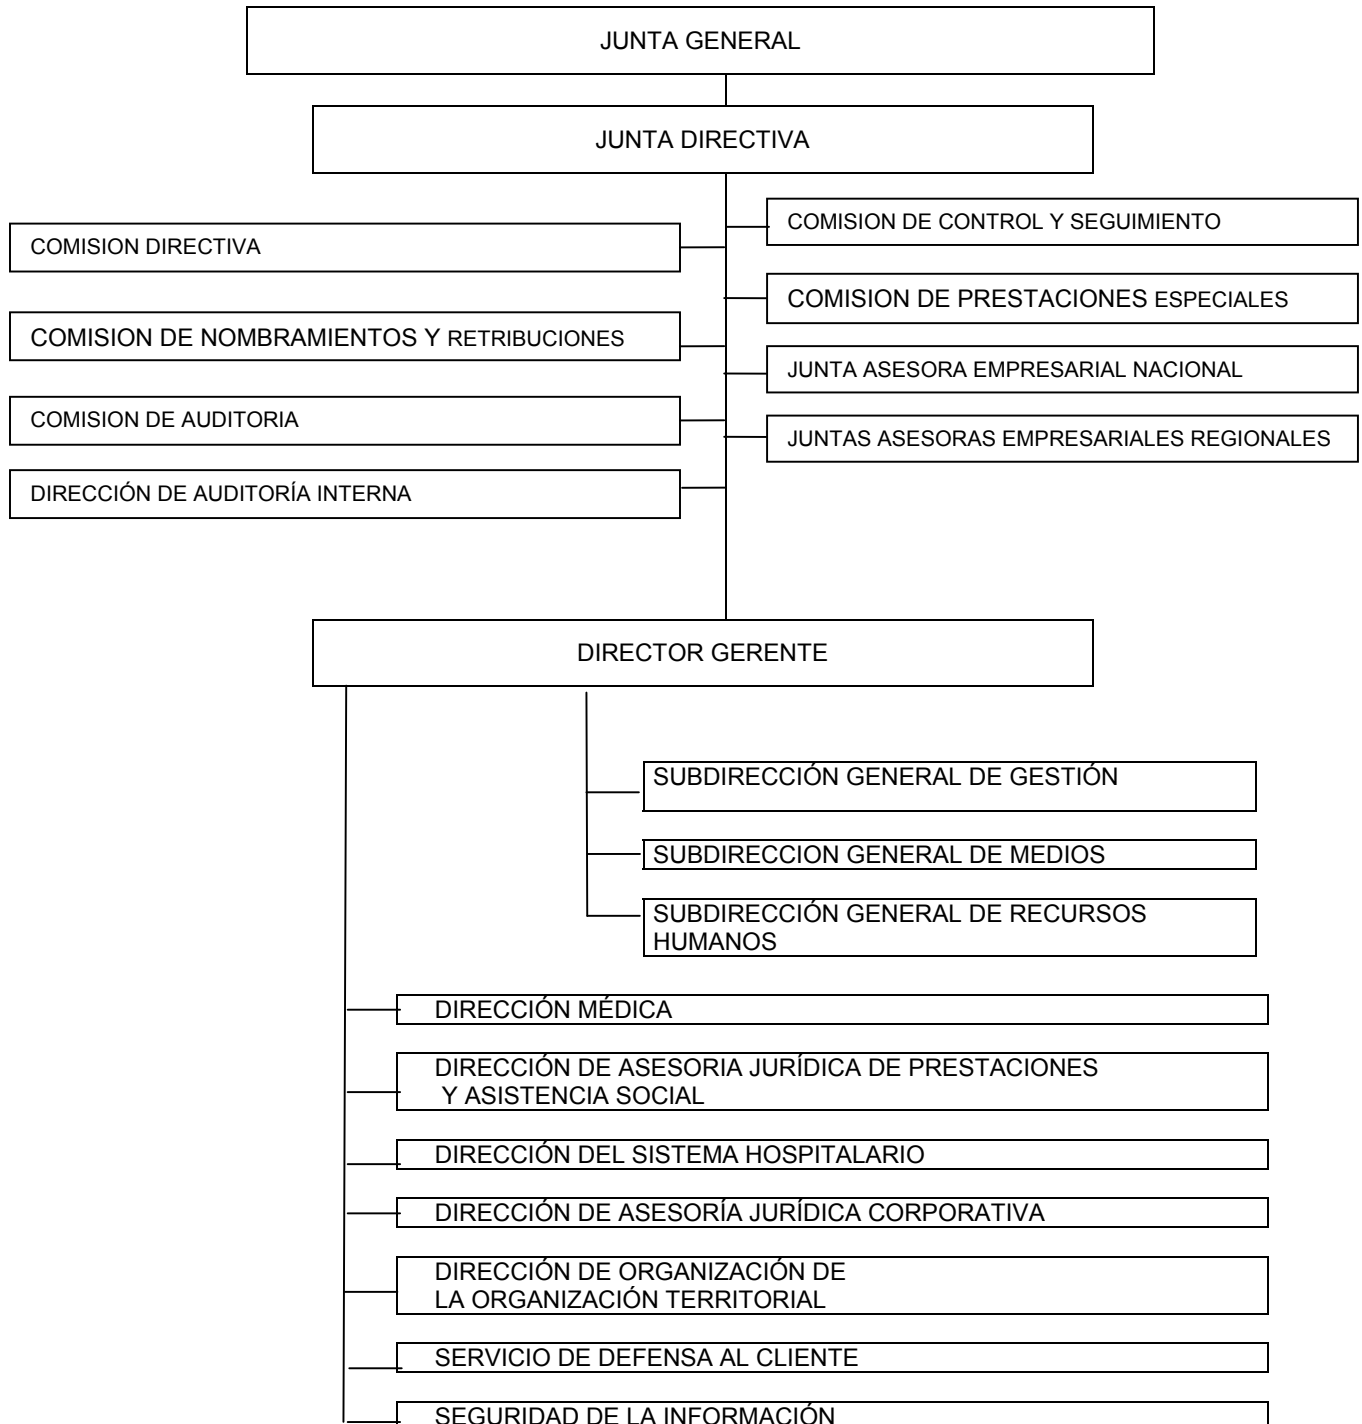 JUNTA GENERAL
JUNTA DIRECTIVA
COMISION DE CONTROL Y SEGUIMIENTO
COMISION DIRECTIVA
COMISION DE PRESTACIONES ESPECIALES
COMISION DE NOMBRAMIENTOS Y RETRIBUCIONES
JUNTA ASESORA EMPRESARIAL NACIONAL
COMISION DE AUDITORIA
JUNTAS ASESORAS EMPRESARIALES REGIONALES
DIRECCIÓN DE AUDITORÍA INTERNA
DIRECTOR GERENTE
SUBDIRECCIÓN GENERAL DE GESTIÓN
SUBDIRECCION GENERAL DE MEDIOS
SUBDIRECCIÓN GENERAL DE RECURSOS
HUMANOS
DIRECCIÓN MÉDICA
DIRECCIÓN DE ASESORIA JURÍDICA DE PRESTACIONES
Y ASISTENCIA SOCIAL
DIRECCIÓN DEL SISTEMA HOSPITALARIO
DIRECCIÓN DE ASESORÍA JURÍDICA CORPORATIVA
DIRECCIÓN DE ORGANIZACIÓN DE
LA ORGANIZACIÓN TERRITORIAL
SERVICIO DE DEFENSA AL CLIENTE
SEGURIDAD DE LA INFORMACIÓN